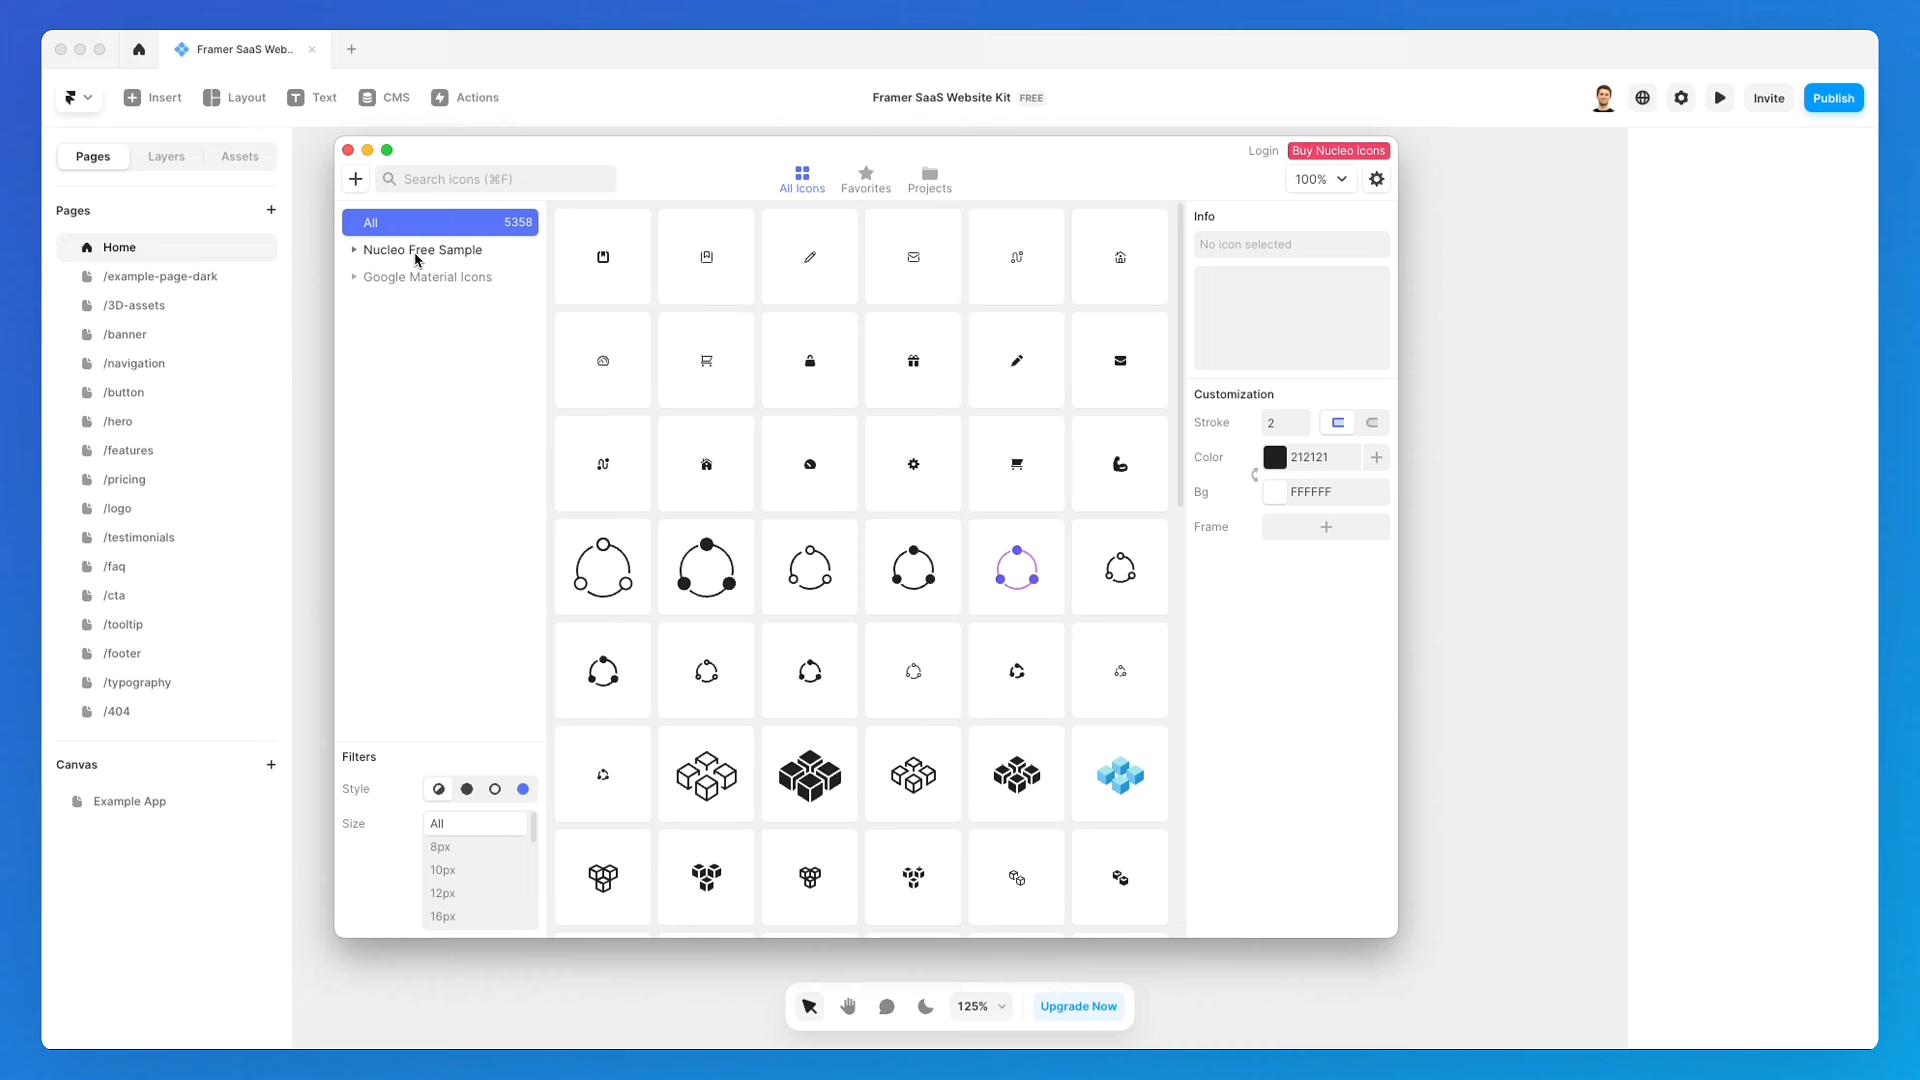 Framer SaaS Web..
Insert
Layout
Text
CMS
Actions
Framer SaaS Website Kit FREE
Invite
Publish
Pages
Layers
Assets
Pages
Home
/example-page-dark
/3D-assets
/banner
/navigation
/button
/hero
/features
/pricing
/logo
/testimonials
/faq
/cta
/tooltip
/footer
/typography
/404
Canvas
Example App
Login
Buy Nucleo Icons
Search icons (⌘F)
All Icons
Favorites
Projects
100%
All 5358
Nucleo Free Sample
Google Material Icons
Filters
Style
Size
All
8px
10px
12px
16px
Info
No icon selected
Customization
Stroke 2
Color 212121
Bg FFFFFF
Frame
125%
Upgrade Now